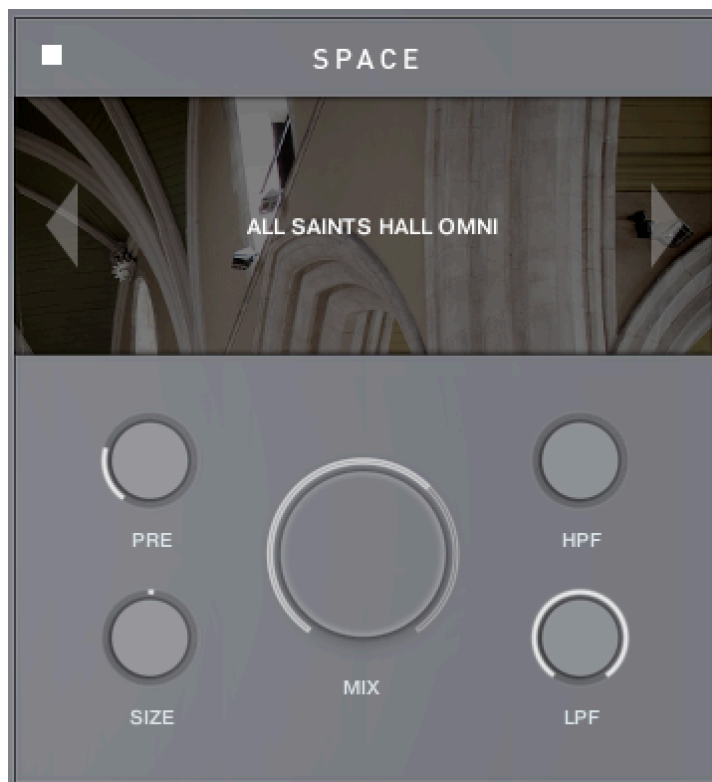 SPACE
ALL SAINTS HALL OMNI
PRE
HPF
MIX
SIZE
LPF